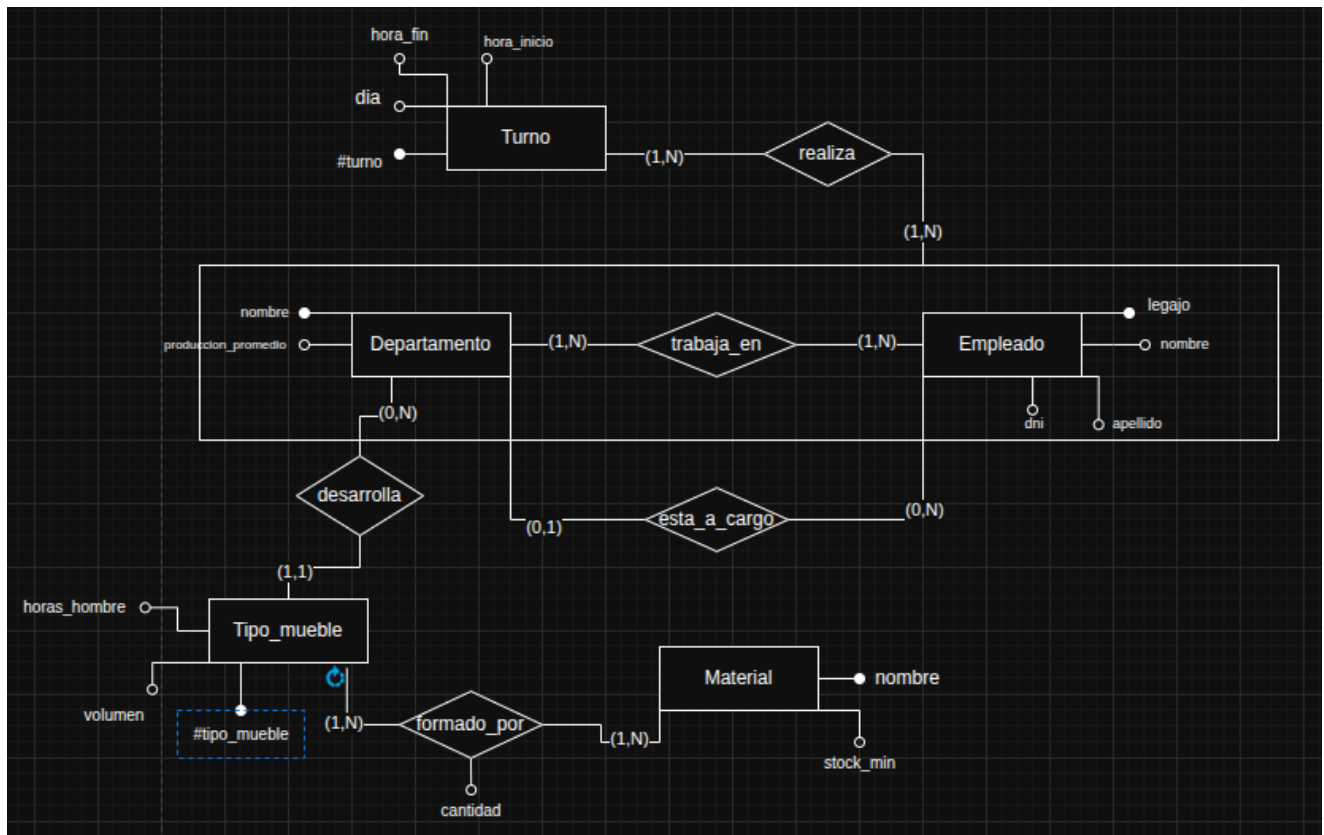 hora_fin
hora_inicio
dia
Turno
#turno
(1,N)
realiza
(1,N)
nombre
produccion_promedio
Departamento
(1,N)
trabaja_en
(1,N)
Empleado
legajo
nombre
dni
apellido
(0,N)
desarrolla
(0,1)
esta_a_cargo
(0,N)
(1,1)
horas_hombre
Tipo_mueble
volumen
#tipo_mueble
(1,N)
formado_por
(1,N)
cantidad
Material
nombre
stock_min